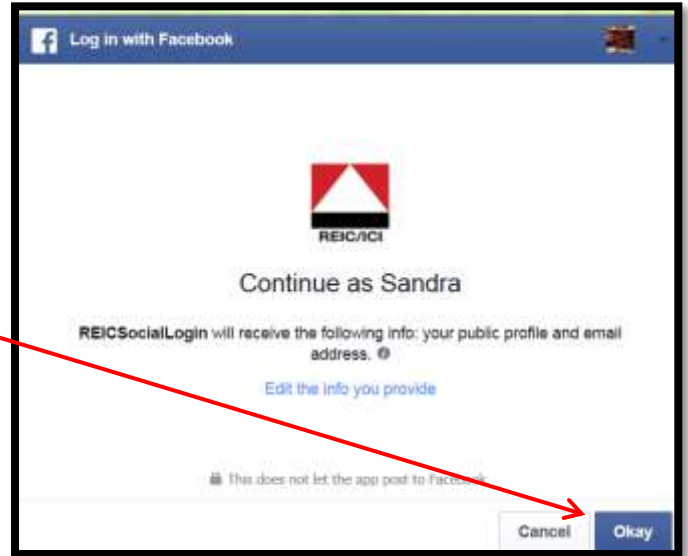 Log in with Facebook
REIC/ICI
Continue as Sandra
REICSocialLogin will receive the following info: your public profile and email
address.
Edit the info you provide
This does not let the app post to Facebook
Cancel Okay